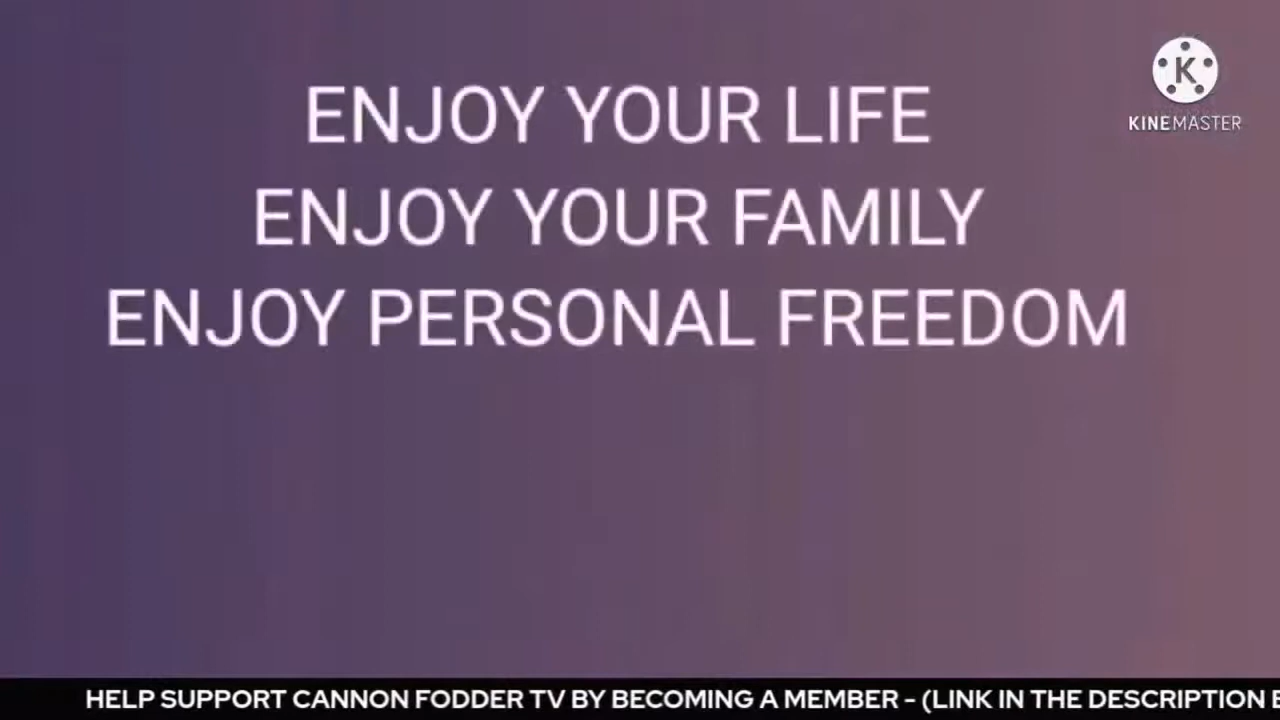 ENJOY YOUR LIFE
ENJOY YOUR FAMILY
ENJOY PERSONAL FREEDOM
K
KINEMASTER
HELP SUPPORT CANNON FODDER TV BY BECOMING A MEMBER - (LINK IN THE DESCRIPTION